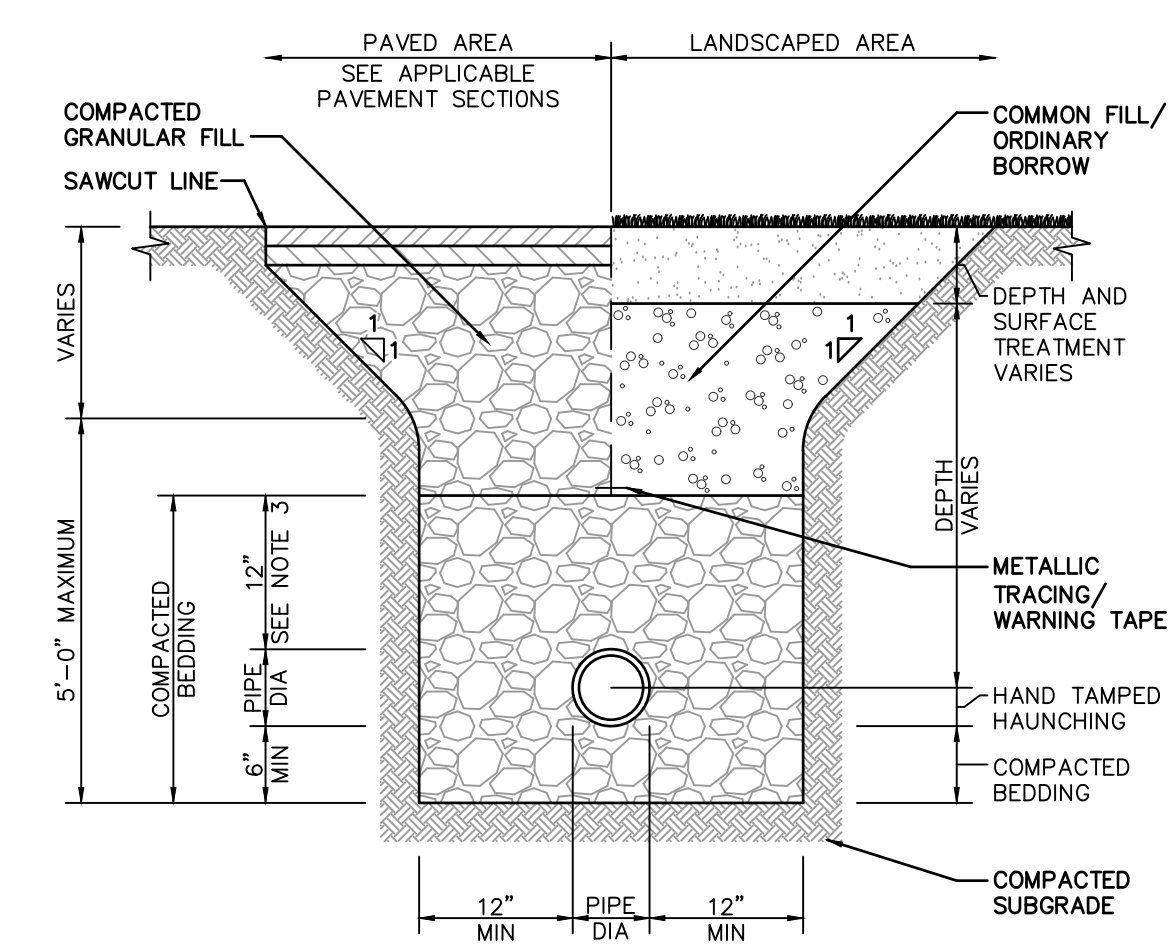 PAVED AREA
SEE APPLICABLE
PAVEMENT SECTIONS
LANDSCAPED AREA
COMPACTED
GRANULAR FILL
SAWCUT LINE
COMMON FILL/
ORDINARY
BORROW
VARIES
1
1
1
1
DEPTH AND
SURFACE
TREATMENT
VARIES
5'-0" MAXIMUM
COMPACTED
BEDDING
12"
SEE NOTE 3
PIPE
DIA
6"
MIN
DEPTH
VARIES
METALLIC
TRACING/
WARNING TAPE
HAND TAMPED
HAUNCHING
COMPACTED
BEDDING
COMPACTED
SUBGRADE
12"
MIN
PIPE
DIA
12"
MIN